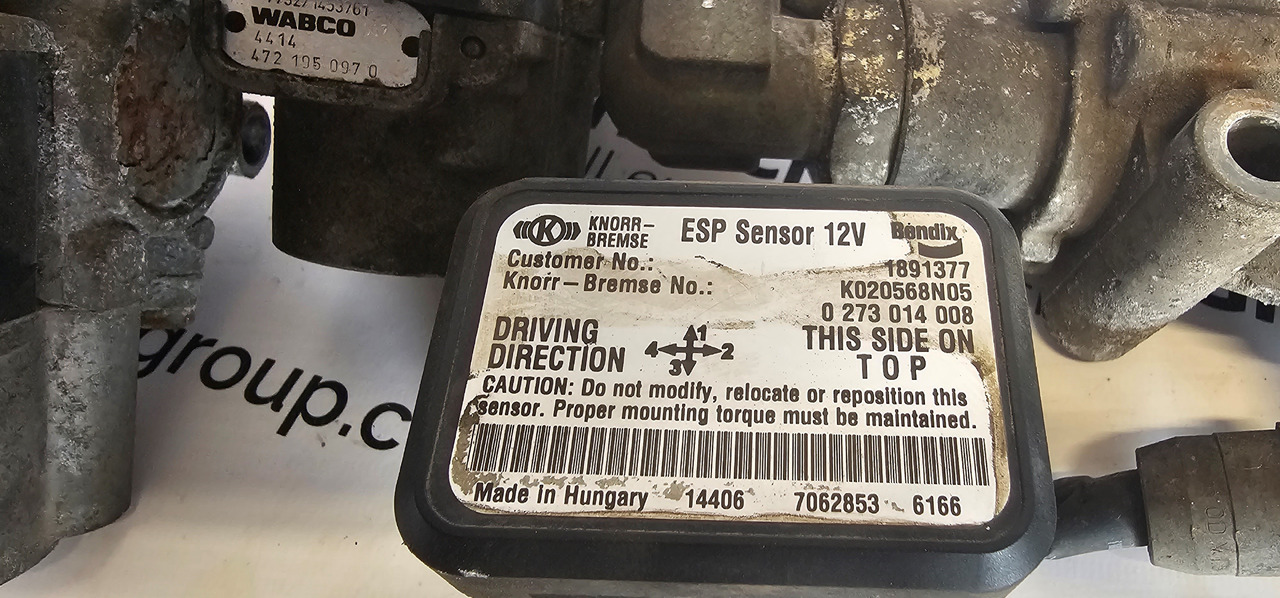 WABCO
4414
472 195 097 0
KNORR-
BREMSE
ESP Sensor 12V
Bendix
Customer No.: 1891377
Knorr-Bremse No.: K020568N05
0 273 014 008
DRIVING
DIRECTION
1
4 2
3
THIS SIDE ON
TOP
CAUTION: Do not modify, relocate or reposition this
sensor. Proper mounting torque must be maintained.
Made in Hungary 14406 7062853 6166
group.c